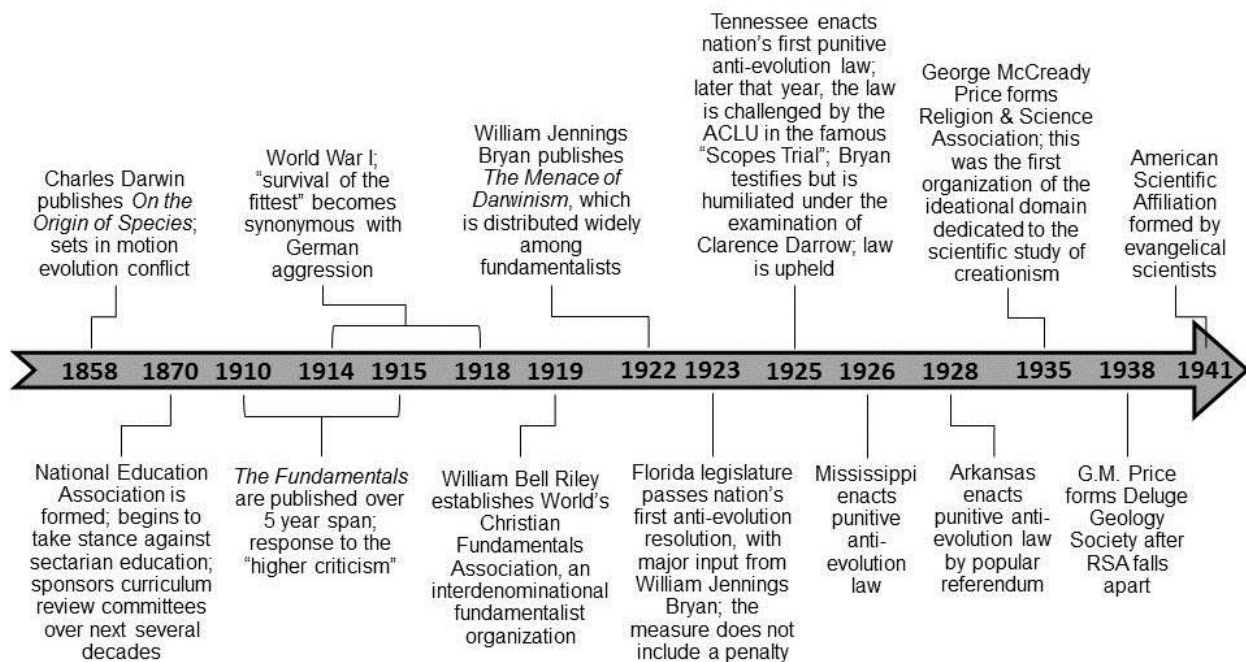 Charles Darwin
publishes On the
Origin of Species;
sets in motion
evolution conflict
World War I;
“survival of the
fittest” becomes
synonymous with
German
aggression
William Jennings
Bryan publishes
The Menace of
Darwinism, which
is distributed widely
among
fundamentalists
Tennessee enacts
nation’s first punitive
anti-evolution law;
later that year, the law
is challenged by the
ACLU in the famous
“Scopes Trial”; Bryan
testifies but is
humiliated under the
examination of
Clarence Darrow; law
is upheld
George McCready
Price forms
Religion & Science
Association; this
was the first
organization of the
ideational domain
dedicated to the
scientific study of
creationism
American
Scientific
Affiliation
formed by
evangelical
scientists
1858 1870 1910 1914 1915 1918 1919 1922 1923 1925 1926 1928 1935 1938 1941
National Education
Association is
formed; begins to
take stance against
sectarian education;
sponsors curriculum
review committees
over next several
decades
The Fundamentals
are published over
5 year span;
response to the
“higher criticism”
William Bell Riley
establishes World’s
Christian
Fundamentals
Association, an
interdenominational
fundamentalist
organization
Florida legislature
passes nation’s
first anti-evolution
resolution, with
major input from
William Jennings
Bryan; the
measure does not
include a penalty
Mississippi
enacts
punitive
anti-
evolution
law
Arkansas
enacts
punitive anti-
evolution law
by popular
referendum
G.M. Price
forms Deluge
Geology
Society after
RSA falls
apart